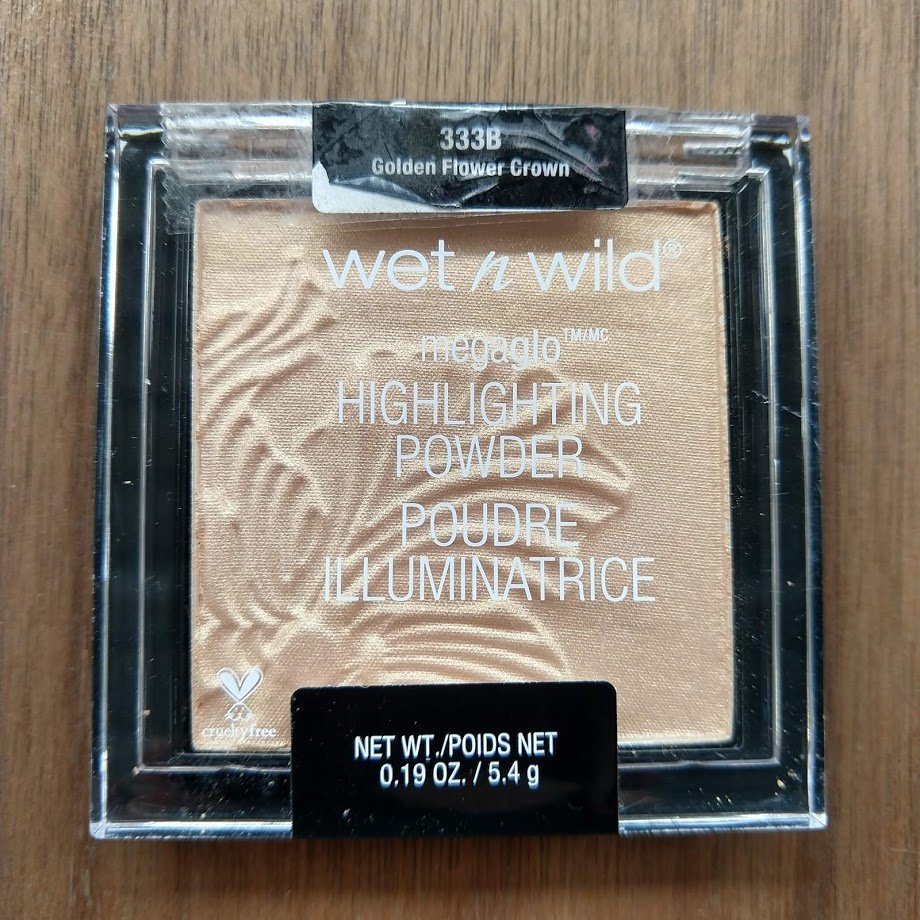 333B
Golden Flower Crown
wet n wild®
megaglo™/MC
HIGHLIGHTING
POWDER
POUDRE
ILLUMINATRICE
crueltyfree
NET WT./POIDS NET
0.19 OZ. / 5.4 g